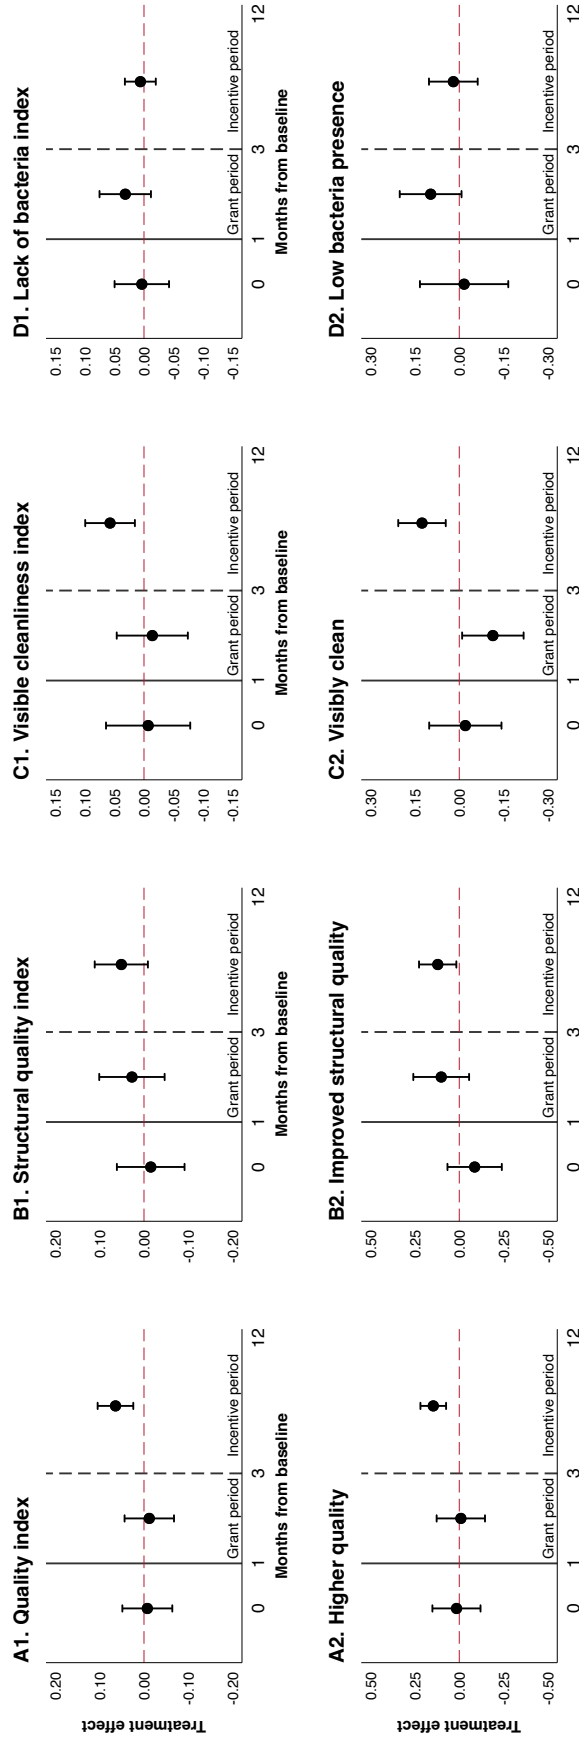 A1. Quality index
Treatment effect
0.20
0.10
0.00
-0.10
-0.20
Grant period
Incentive period
0
1
3
12
Months from baseline
B1. Structural quality index
0.20
0.10
0.00
-0.10
-0.20
Grant period
Incentive period
0
1
3
12
Months from baseline
C1. Visible cleanliness index
0.15
0.10
0.05
0.00
-0.05
-0.10
-0.15
Grant period
Incentive period
0
1
3
12
Months from baseline
D1. Lack of bacteria index
0.15
0.10
0.05
0.00
-0.05
-0.10
-0.15
Grant period
Incentive period
0
1
3
12
Months from baseline
A2. Higher quality
Treatment effect
0.50
0.25
0.00
-0.25
-0.50
Grant period
Incentive period
0
1
3
12
B2. Improved structural quality
0.50
0.25
0.00
-0.25
-0.50
Grant period
Incentive period
0
1
3
12
C2. Visibly clean
0.30
0.15
0.00
-0.15
-0.30
Grant period
Incentive period
0
1
3
12
D2. Low bacteria presence
0.30
0.15
0.00
-0.15
-0.30
Grant period
Incentive period
0
1
3
12